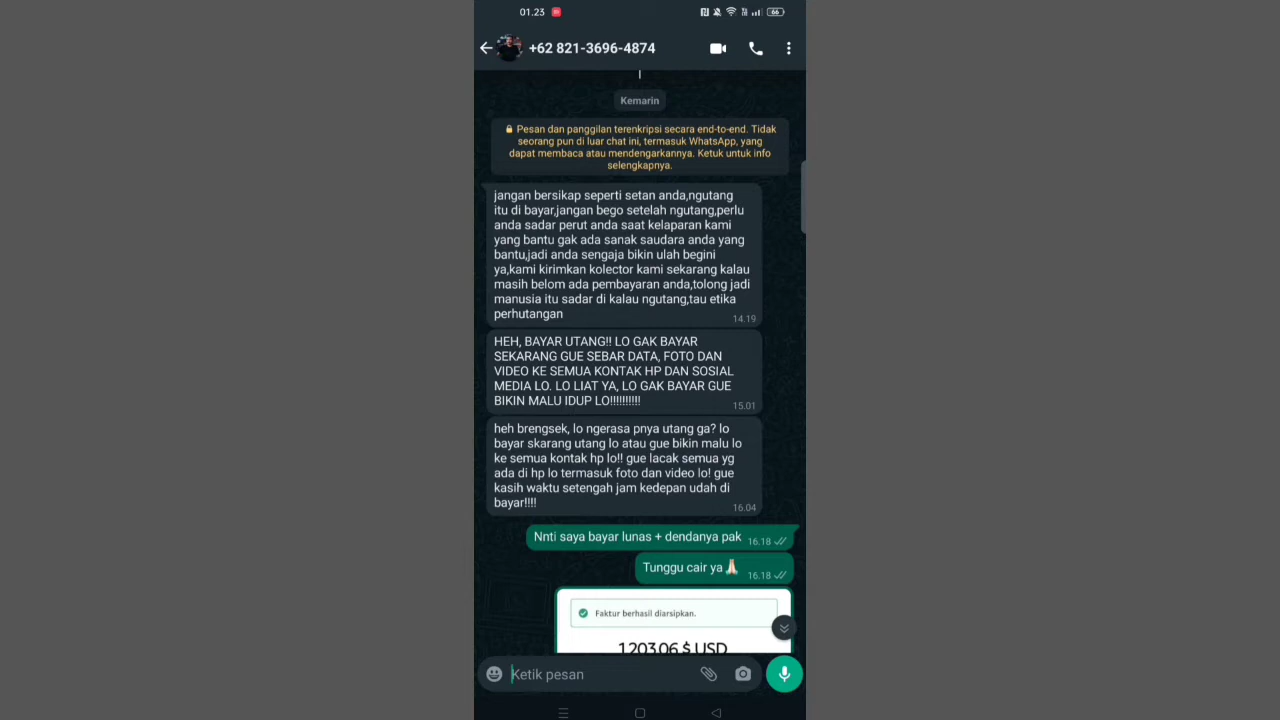 01.23
66
+62 821-3696-4874
Kemarin
Pesan dan panggilan terenkripsi secara end-to-end. Tidak
seorang pun di luar chat ini, termasuk WhatsApp, yang
dapat membaca atau mendengarkannya. Ketuk untuk info
selengkapnya.
jangan bersikap seperti setan anda,ngutang
itu di bayar,jangan bego setelah ngutang,perlu
anda sadar perut anda saat kelaparan kami
yang bantu gak ada sanak saudara anda yang
bantu,jadi anda sengaja bikin ulah begini
ya,kami kirimkan kolector kami sekarang kalau
masih belom ada pembayaran anda,tolong jadi
manusia itu sadar di kalau ngutang,tau etika
perhutangan
14.19
HEH, BAYAR UTANG!! LO GAK BAYAR
SEKARANG GUE SEBAR DATA, FOTO DAN
VIDEO KE SEMUA KONTAK HP DAN SOSIAL
MEDIA LO. LO LIAT YA, LO GAK BAYAR GUE
BIKIN MALU IDUP LO!!!!!!!!!!
15.01
heh brengsek, lo ngerasa pnya utang ga? lo
bayar skarang utang lo atau gue bikin malu lo
ke semua kontak hp lo!! gue lacak semua yg
ada di hp lo termasuk foto dan video lo! gue
kasih waktu setengah jam kedepan udah di
bayar!!!!
16.04
Nnti saya bayar lunas + dendanya pak
16.18
Tunggu cair ya🙏🏻
16.18
Faktur berhasil diarsipkan.
1.203,06 $ USD
Ketik pesan